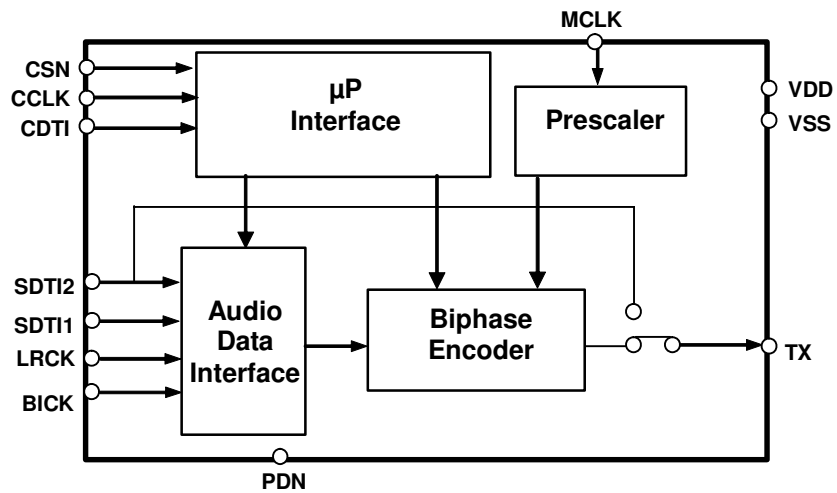 MCLK
CSN
CCLK
CDTI
µP
Interface
Prescaler
VDD
VSS
SDTI2
SDTI1
LRCK
BICK
Audio
Data
Interface
Biphase
Encoder
TX
PDN